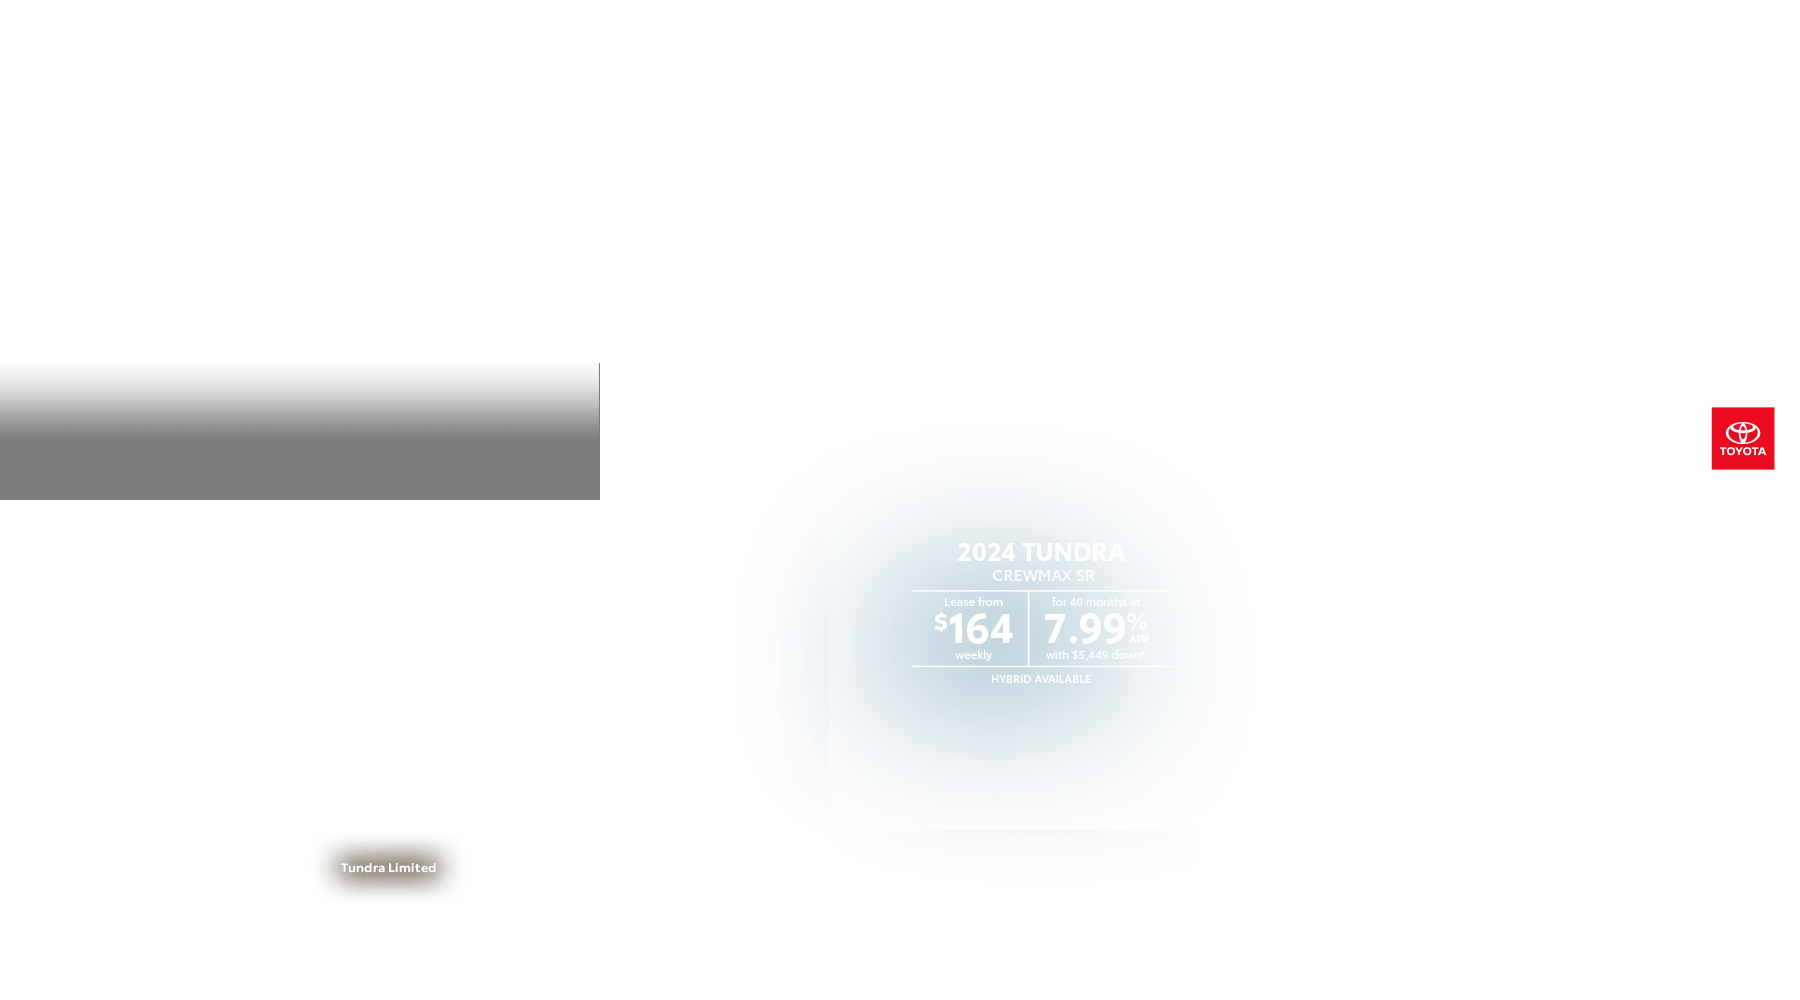 TOYOTA
2024 TUNDRA
CREWMAX SR
Lease from
$164
weekly
for 40 months at
7.99% APR
with $5,449 down*
HYBRID AVAILABLE
Tundra Limited